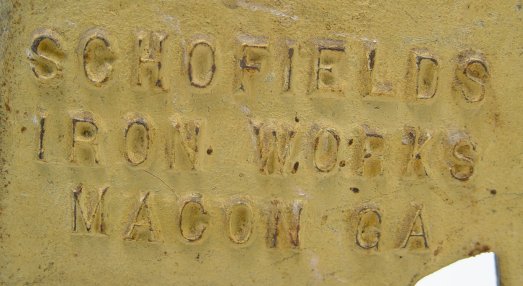 SCHOFIELDS
IRON WORKS
MACON GA